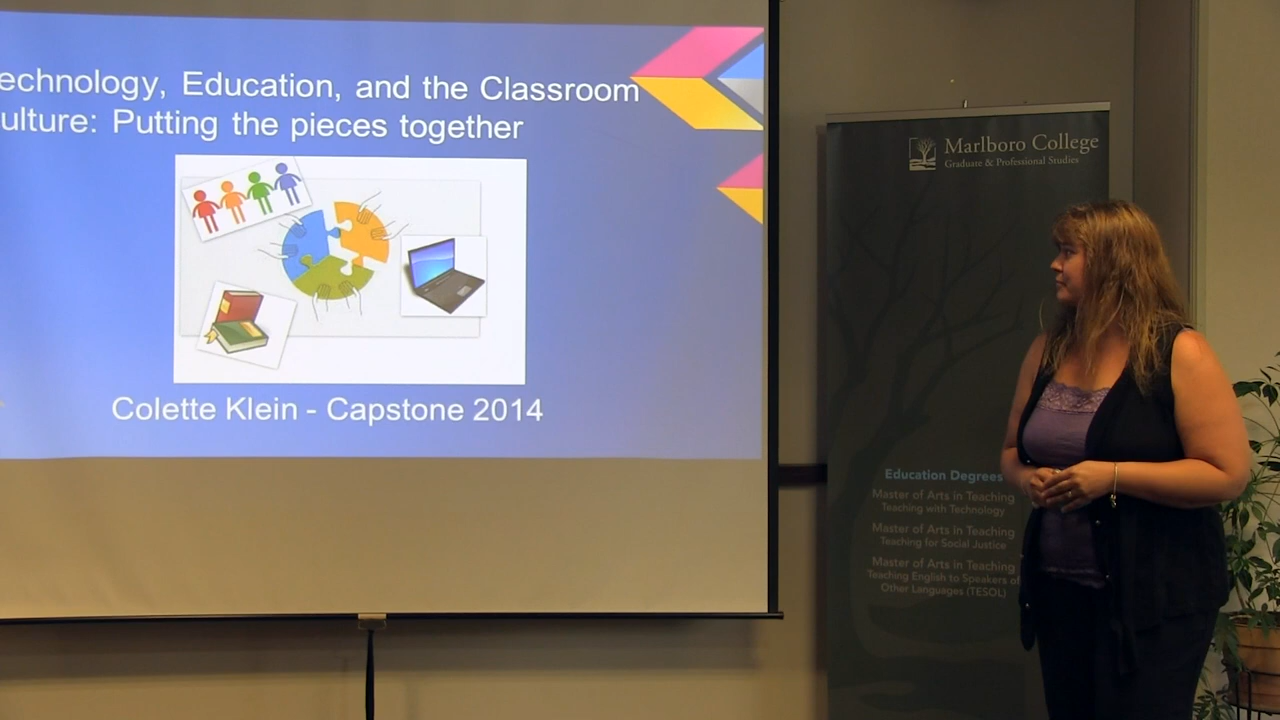 echnology, Education, and the Classroom
ulture: Putting the pieces together
Colette Klein - Capstone 2014
Marlboro College
Graduate & Professional Studies
Education Degrees
Master of Arts in Teaching
Teaching with Technology
Master of Arts in Teaching
Teaching for Social Justice
Master of Arts in Teaching
Teaching English to Speakers of
Other Languages (TESOL)